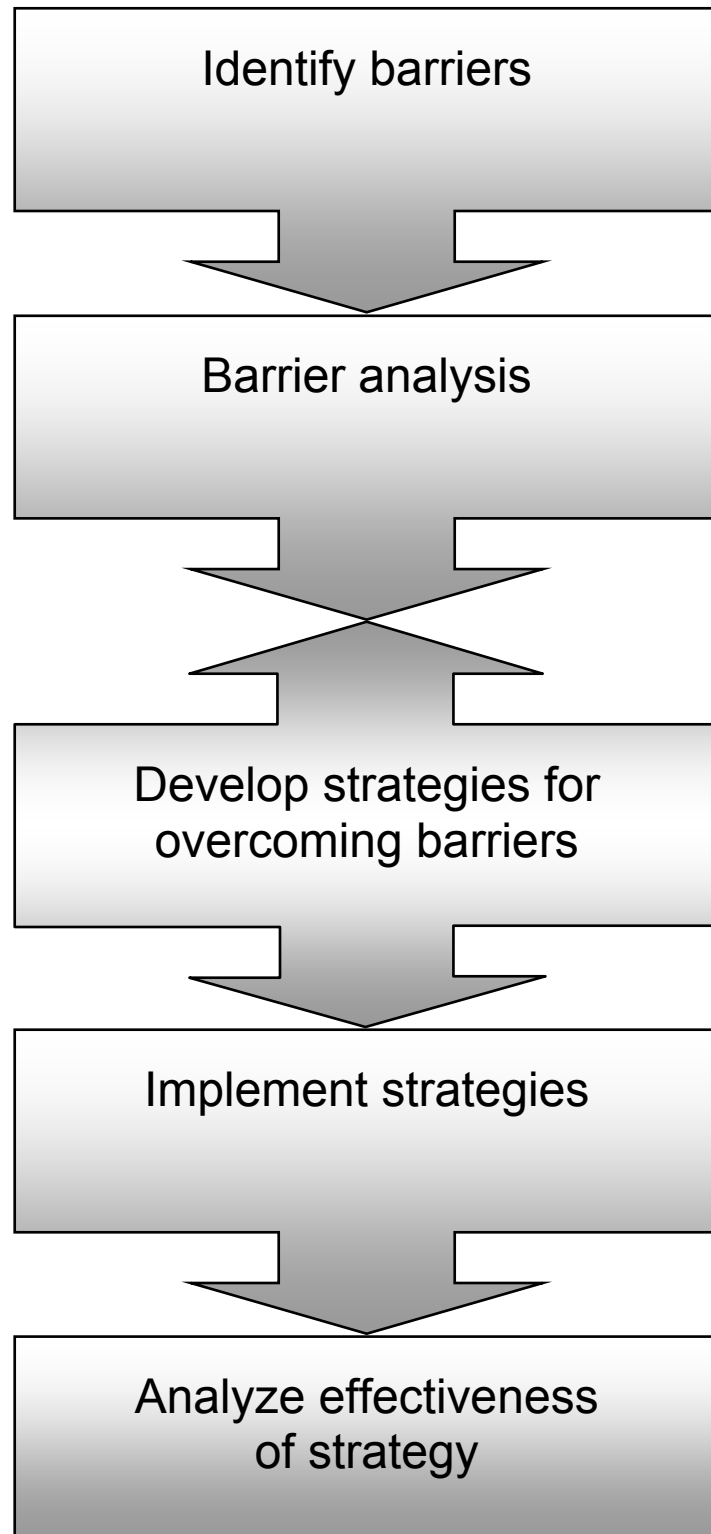 Identify barriers
Barrier analysis
Develop strategies for
overcoming barriers
Implement strategies
Analyze effectiveness
of strategy